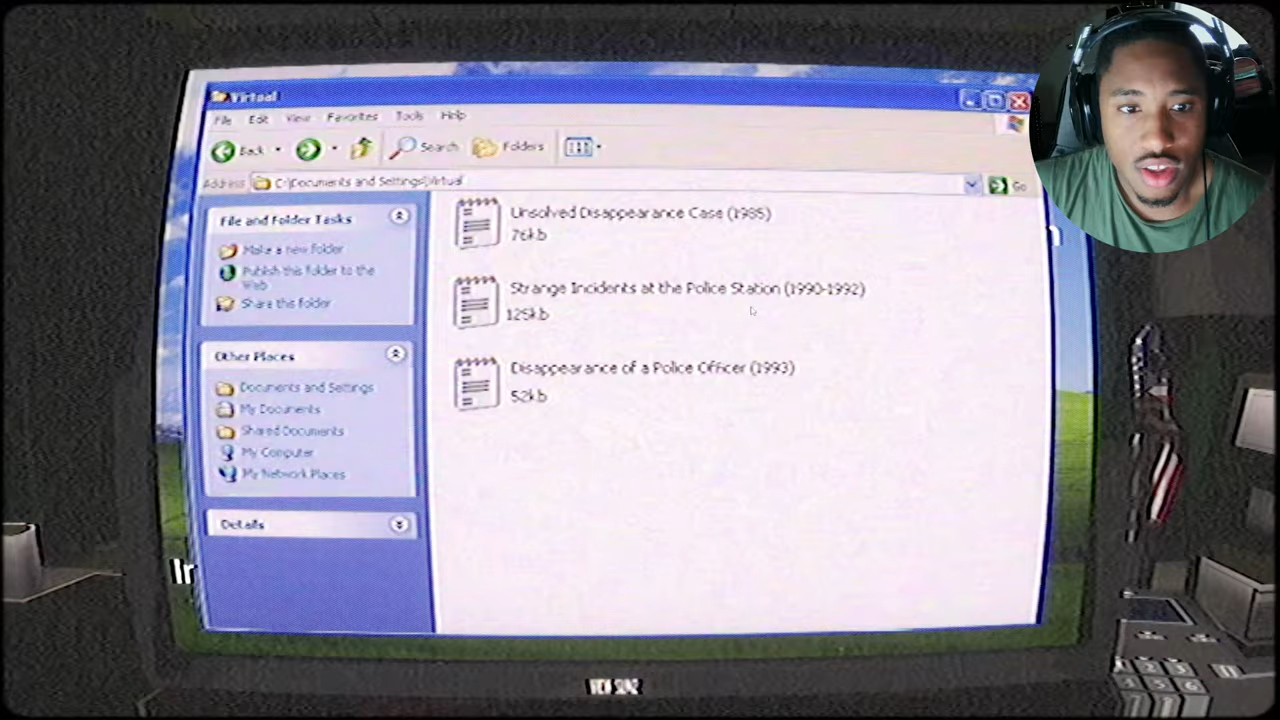 Virtual
File Edit View Favorites Tools Help
Back Search Folders
Address C:\Documents and Settings\Virtual Go
File and Folder Tasks
Make a new folder
Publish this folder to the
Web
Share this folder
Other Places
Documents and Settings
My Documents
Shared Documents
My Computer
My Network Places
Details
Unsolved Disappearance Case (1985)
76kb
Strange Incidents at the Police Station (1990-1992)
125kb
Disappearance of a Police Officer (1993)
52kb